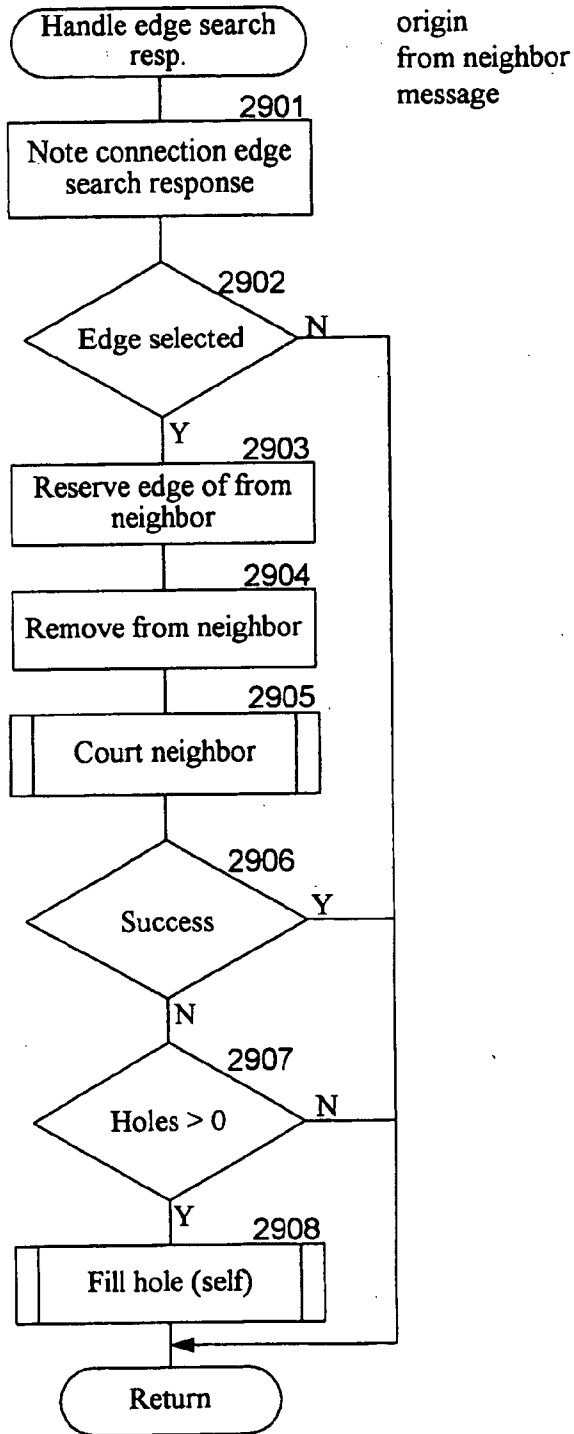 Handle edge search
resp.
origin
from neighbor
message
2901
Note connection edge
search response
2902
Edge selected
N
Y
2903
Reserve edge of from
neighbor
2904
Remove from neighbor
2905
Court neighbor
2906
Success
Y
N
2907
Holes > 0
N
Y
2908
Fill hole (self)
Return